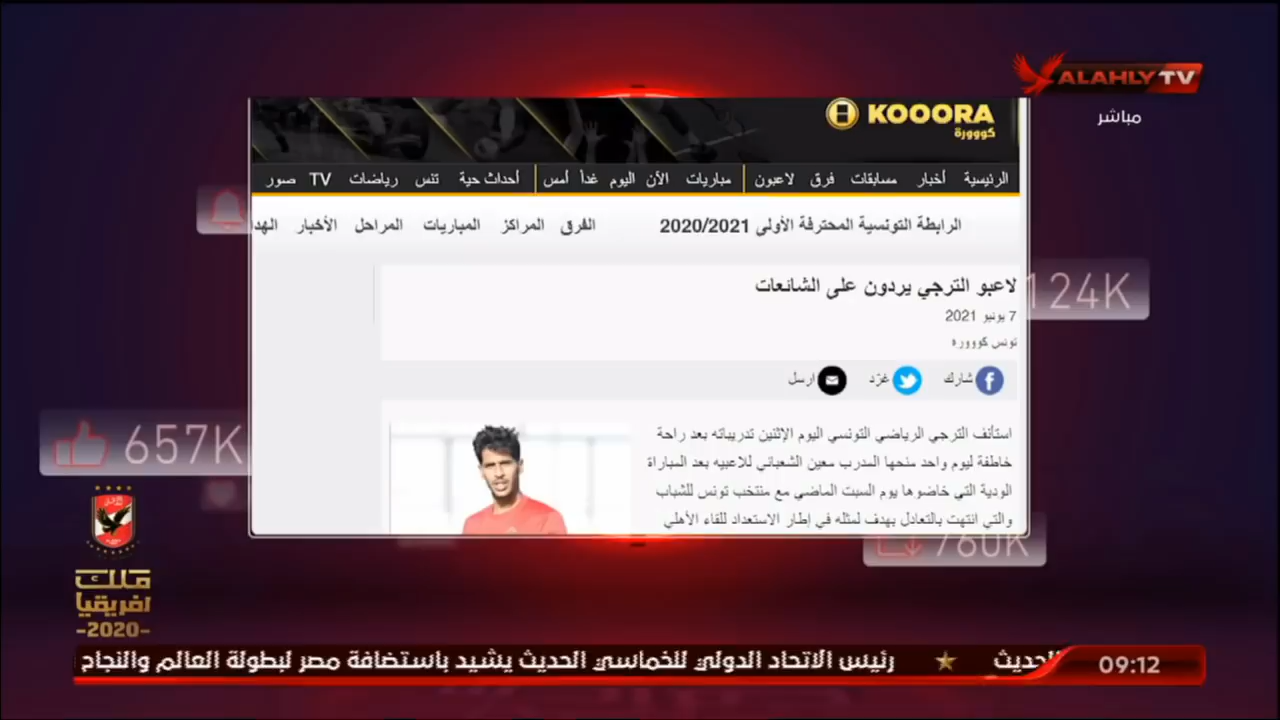 ALAHLY TV
مباشر
KOOORA
كووورة
الرئيسية أخبار مسابقات فرق لاعبون مباريات الآن اليوم غداً أمس أحداث حية تنس رياضات TV صور
الرابطة التونسية المحترفة الأولى 2020/2021 الفرق المراكز المباريات المراحل الأخبار الهدا
لاعبو الترجي يردون على الشائعات
7 يونيو 2021
تونس كووورة
شارك غرّد ارسل
124K
استأنف الترجي الرياضي التونسي اليوم الإثنين تدريباته بعد راحة
خاطفة ليوم واحد منحها المدرب معين الشعباني للاعبيه بعد المباراة
الودية التي خاضوها يوم السبت الماضي مع منتخب تونس للشباب
والتي انتهت بالتعادل بهدف لمثله في إطار الاستعداد للقاء الأهلي
657K
760K
ملك
افريقيا
-2020-
الحديث ★ رئيس الاتحاد الدولي للخماسي الحديث يشيد باستضافة مصر لبطولة العالم والنجاح
09:12